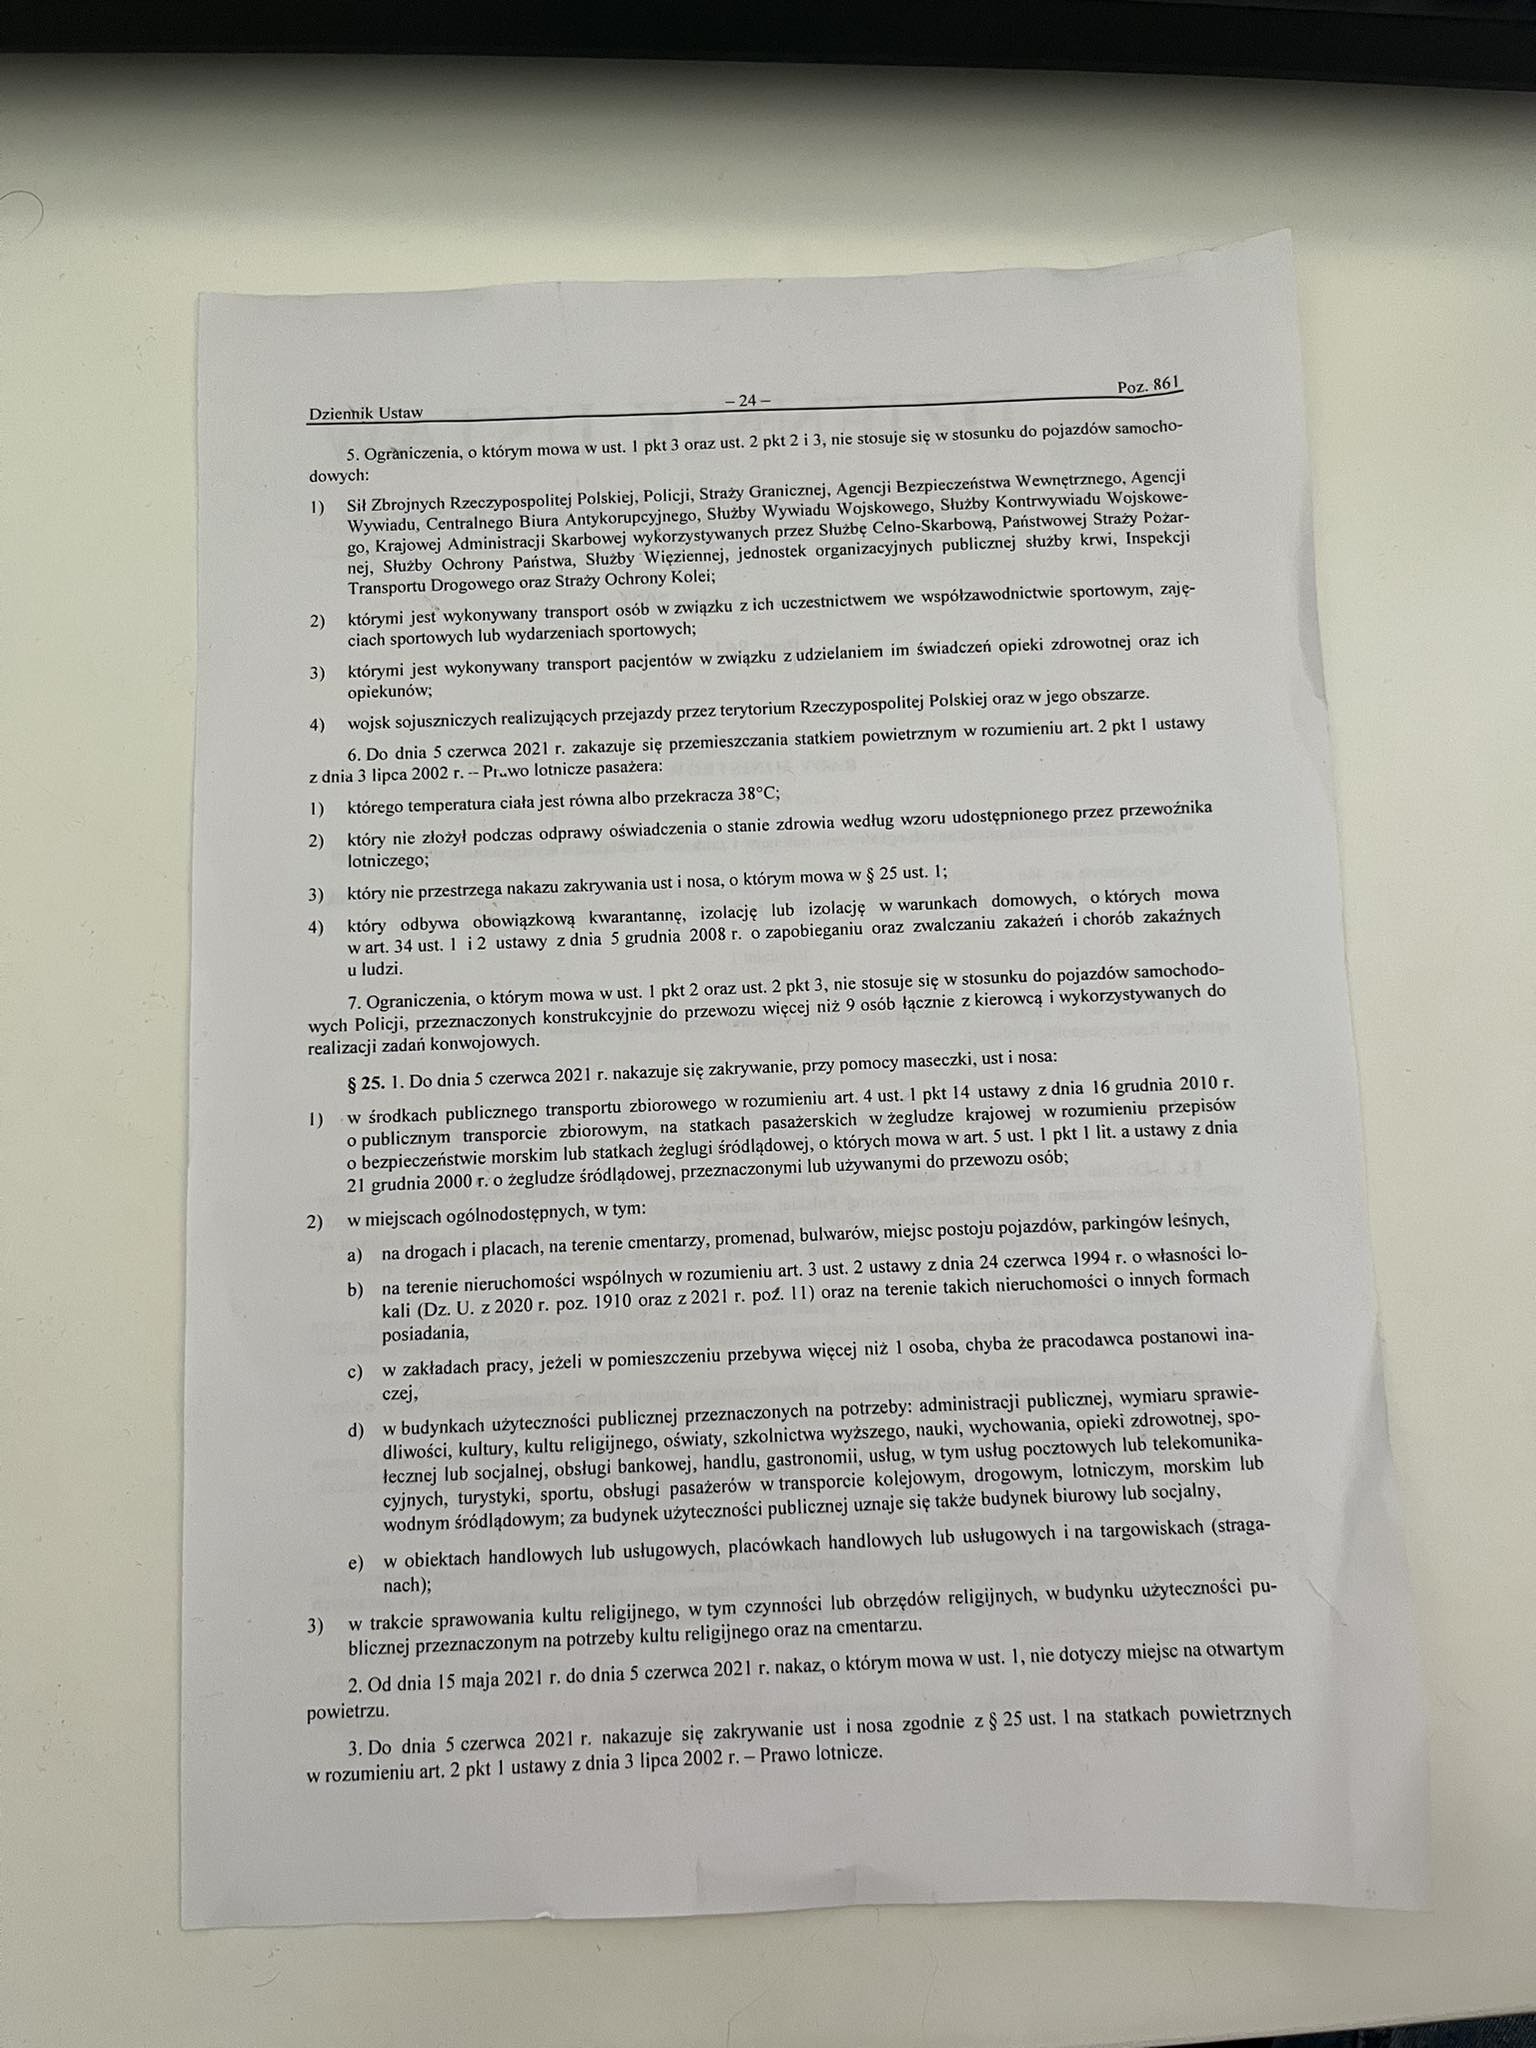 Dziennik Ustaw – 24 – Poz. 861
5. Ograniczenia, o którym mowa w ust. 1 pkt 3 oraz ust. 2 pkt 2 i 3, nie stosuje się w stosunku do pojazdów samocho-
dowych:
1) Sił Zbrojnych Rzeczypospolitej Polskiej, Policji, Straży Granicznej, Agencji Bezpieczeństwa Wewnętrznego, Agencji
Wywiadu, Centralnego Biura Antykorupcyjnego, Służby Wywiadu Wojskowego, Służby Kontrwywiadu Wojskowe-
go, Krajowej Administracji Skarbowej wykorzystywanych przez Służbę Celno-Skarbową, Państwowej Straży Pożar-
nej, Służby Ochrony Państwa, Służby Więziennej, jednostek organizacyjnych publicznej służby krwi, Inspekcji
Transportu Drogowego oraz Straży Ochrony Kolei;
2) którymi jest wykonywany transport osób w związku z ich uczestnictwem we współzawodnictwie sportowym, zaję-
ciach sportowych lub wydarzeniach sportowych;
3) którymi jest wykonywany transport pacjentów w związku z udzielaniem im świadczeń opieki zdrowotnej oraz ich
opiekunów;
4) wojsk sojuszniczych realizujących przejazdy przez terytorium Rzeczypospolitej Polskiej oraz w jego obszarze.
6. Do dnia 5 czerwca 2021 r. zakazuje się przemieszczania statkiem powietrznym w rozumieniu art. 2 pkt 1 ustawy
z dnia 3 lipca 2002 r. – Prawo lotnicze pasażera:
1) którego temperatura ciała jest równa albo przekracza 38°C;
2) który nie złożył podczas odprawy oświadczenia o stanie zdrowia według wzoru udostępnionego przez przewoźnika
lotniczego;
3) który nie przestrzega nakazu zakrywania ust i nosa, o którym mowa w § 25 ust. 1;
4) który odbywa obowiązkową kwarantannę, izolację lub izolację w warunkach domowych, o których mowa
w art. 34 ust. 1 i 2 ustawy z dnia 5 grudnia 2008 r. o zapobieganiu oraz zwalczaniu zakażeń i chorób zakaźnych
u ludzi.
7. Ograniczenia, o którym mowa w ust. 1 pkt 2 oraz ust. 2 pkt 3, nie stosuje się w stosunku do pojazdów samochodo-
wych Policji, przeznaczonych konstrukcyjnie do przewozu więcej niż 9 osób łącznie z kierowcą i wykorzystywanych do
realizacji zadań konwojowych.
§ 25. 1. Do dnia 5 czerwca 2021 r. nakazuje się zakrywanie, przy pomocy maseczki, ust i nosa:
1) w środkach publicznego transportu zbiorowego w rozumieniu art. 4 ust. 1 pkt 14 ustawy z dnia 16 grudnia 2010 r.
o publicznym transporcie zbiorowym, na statkach pasażerskich w żegludze krajowej w rozumieniu przepisów
o bezpieczeństwie morskim lub statkach żeglugi śródlądowej, o których mowa w art. 5 ust. 1 pkt 1 lit. a ustawy z dnia
21 grudnia 2000 r. o żegludze śródlądowej, przeznaczonymi lub używanymi do przewozu osób;
2) w miejscach ogólnodostępnych, w tym:
a) na drogach i placach, na terenie cmentarzy, promenad, bulwarów, miejsc postoju pojazdów, parkingów leśnych,
b) na terenie nieruchomości wspólnych w rozumieniu art. 3 ust. 2 ustawy z dnia 24 czerwca 1994 r. o własności lo-
kali (Dz. U. z 2020 r. poz. 1910 oraz z 2021 r. poz. 11) oraz na terenie takich nieruchomości o innych formach
posiadania,
c) w zakładach pracy, jeżeli w pomieszczeniu przebywa więcej niż 1 osoba, chyba że pracodawca postanowi ina-
czej,
d) w budynkach użyteczności publicznej przeznaczonych na potrzeby: administracji publicznej, wymiaru sprawie-
dliwości, kultury, kultu religijnego, oświaty, szkolnictwa wyższego, nauki, wychowania, opieki zdrowotnej, spo-
łecznej lub socjalnej, obsługi bankowej, handlu, gastronomii, usług, w tym usług pocztowych lub telekomunika-
cyjnych, turystyki, sportu, obsługi pasażerów w transporcie kolejowym, drogowym, lotniczym, morskim lub
wodnym śródlądowym; za budynek użyteczności publicznej uznaje się także budynek biurowy lub socjalny,
e) w obiektach handlowych lub usługowych, placówkach handlowych lub usługowych i na targowiskach (straga-
nach);
3) w trakcie sprawowania kultu religijnego, w tym czynności lub obrzędów religijnych, w budynku użyteczności pu-
blicznej przeznaczonym na potrzeby kultu religijnego oraz na cmentarzu.
2. Od dnia 15 maja 2021 r. do dnia 5 czerwca 2021 r. nakaz, o którym mowa w ust. 1, nie dotyczy miejsc na otwartym
powietrzu.
3. Do dnia 5 czerwca 2021 r. nakazuje się zakrywanie ust i nosa zgodnie z § 25 ust. 1 na statkach powietrznych
w rozumieniu art. 2 pkt 1 ustawy z dnia 3 lipca 2002 r. – Prawo lotnicze.